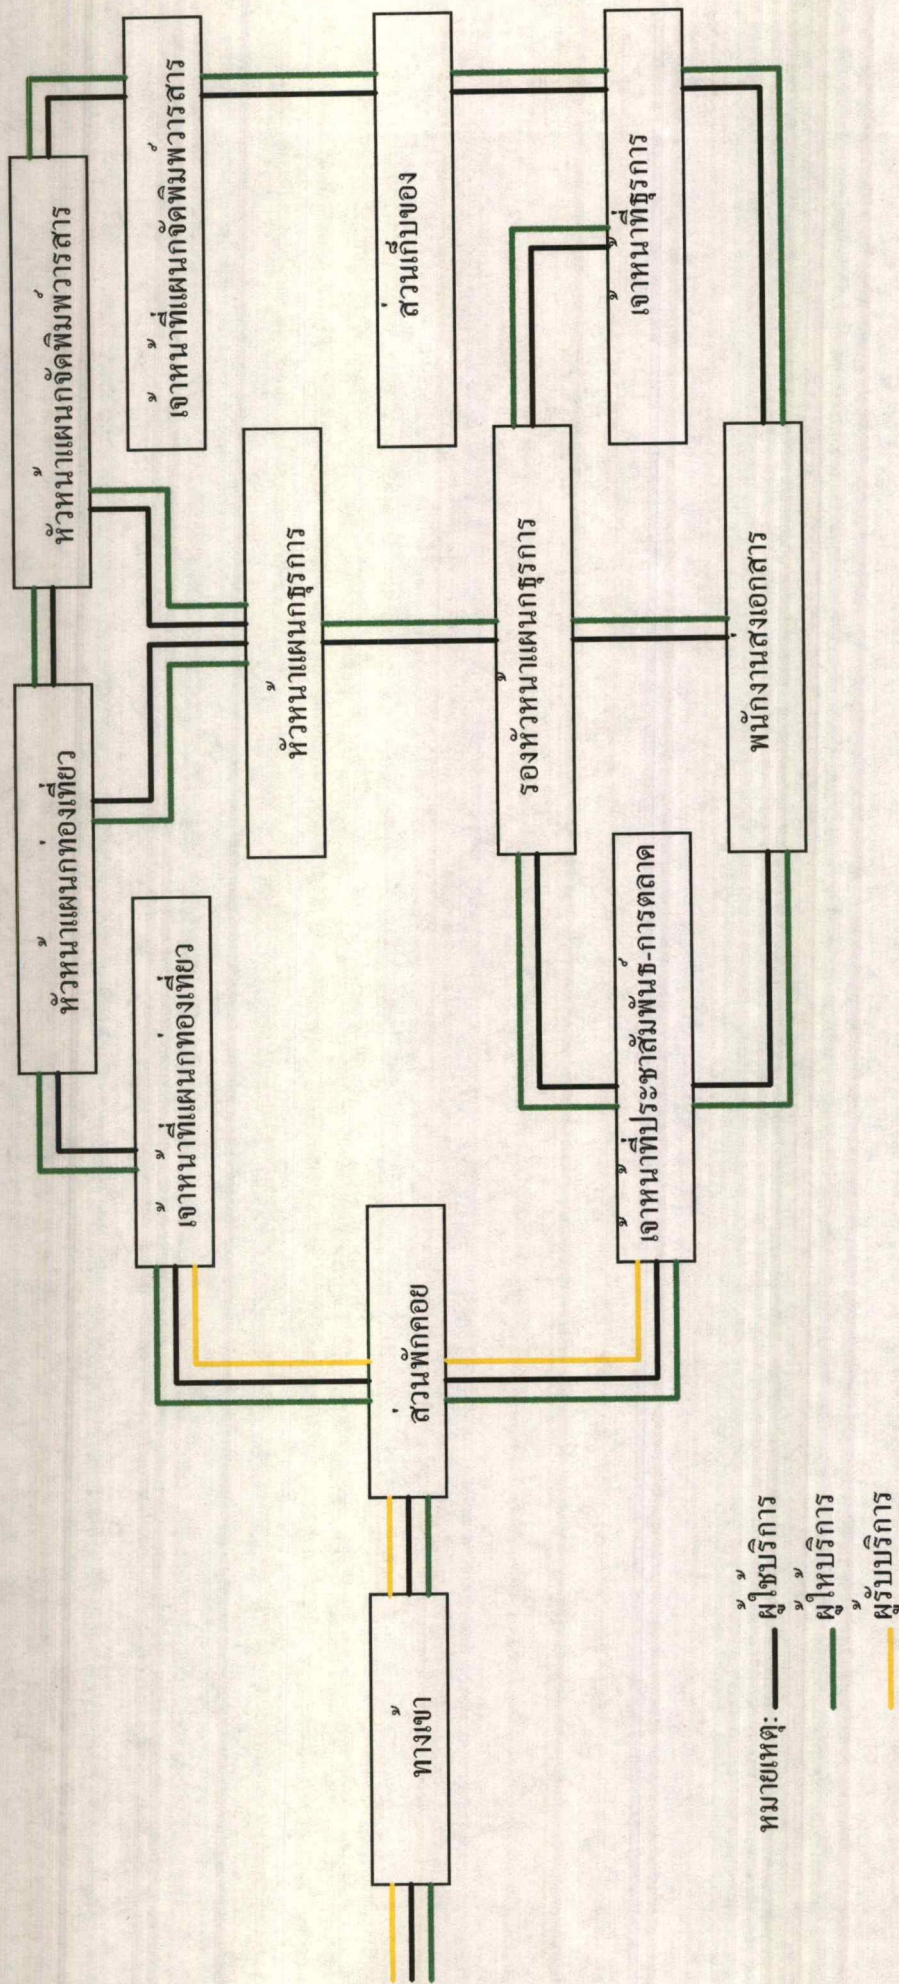 หัวหน้าแผนกท่องเที่ยว
หัวหน้าแผนกจัดพิมพ์วารสาร
เจ้าหน้าที่แผนกท่องเที่ยว
เจ้าหน้าที่แผนกจัดพิมพ์วารสาร
หัวหน้าแผนกธุรการ
ทางเข้า
ส่วนพักคอย
ส่วนเก็บของ
รองหัวหน้าแผนกธุรการ
เจ้าหน้าที่ประชาสัมพันธ์-การตลาด
เจ้าหน้าที่ธุรการ
พนักงานส่งเอกสาร
หมายเหตุ: ผู้ใช้บริการ
ผู้ให้บริการ
ผู้รับบริการ